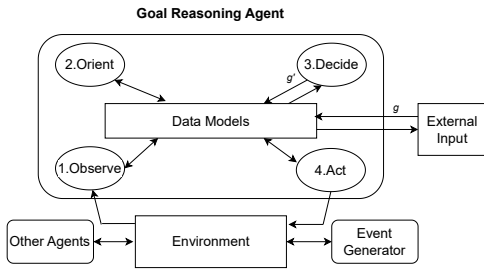 Goal Reasoning Agent
2.Orient
3.Decide
g'
g
Data Models
External
Input
1.Observe
4.Act
Other Agents
Environment
Event
Generator